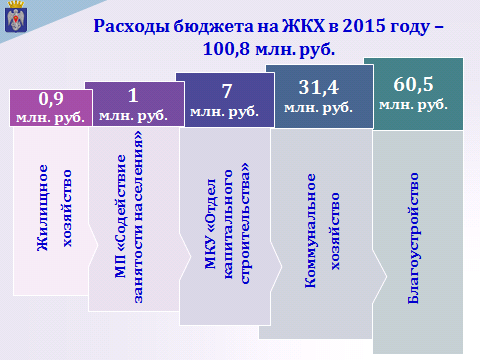 Расходы бюджета на ЖКХ в 2015 году –
100,8 млн. руб.
0,9
млн. руб.
1
млн. руб.
7
млн. руб.
31,4
млн. руб.
60,5
млн. руб.
Жилищное
хозяйство
МП «Содействие
занятости населения»
МКУ «Отдел
капитального
строительства»
Коммунальное
хозяйство
Благоустройство